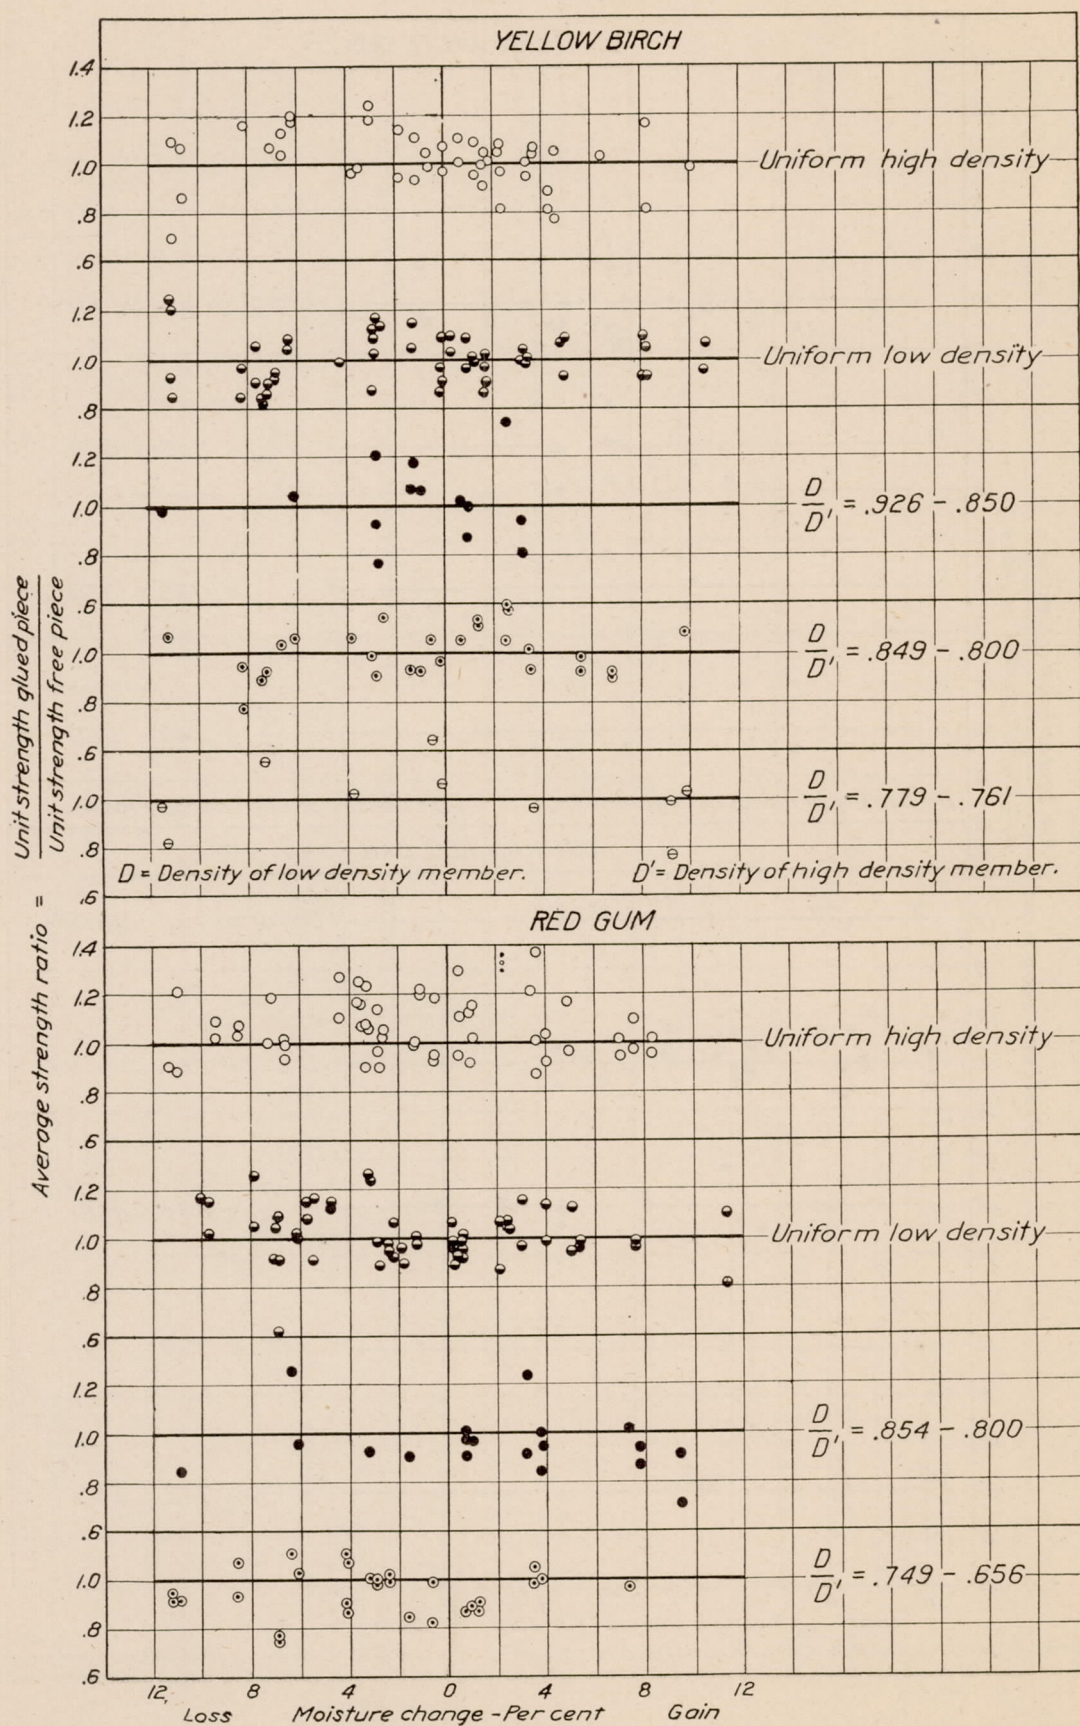 YELLOW BIRCH
1.4
1.2
1.0
Uniform high density
.8
.6
1.2
1.0
Uniform low density
.8
1.2
1.0
D/D' = .926 - .850
.8
.6
1.0
D/D' = .849 - .800
.8
.6
1.0
D/D' = .779 - .761
.8
D = Density of low density member.
D' = Density of high density member.
.6
Average strength ratio = Unit strength glued piece
Unit strength free piece
RED GUM
1.4
1.2
1.0
Uniform high density
.8
.6
1.2
1.0
Uniform low density
.8
.6
1.2
1.0
D/D' = .854 - .800
.8
.6
1.0
D/D' = .749 - .656
.8
.6
12 8 4 0 4 8 12
Loss Moisture change - Per cent Gain